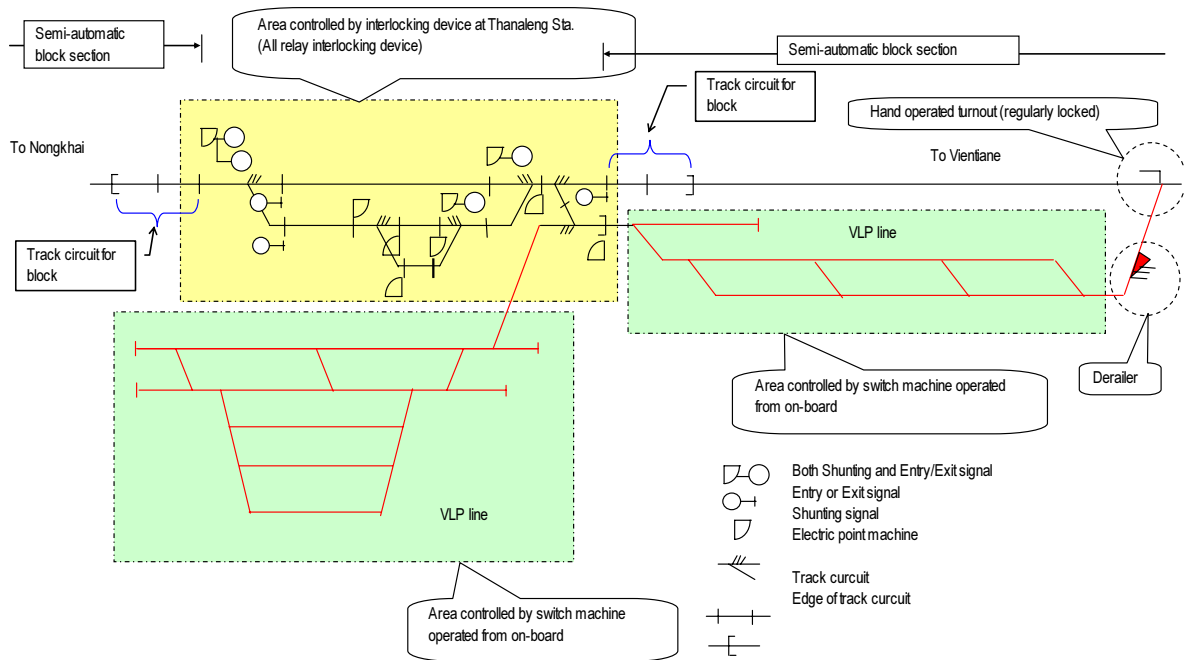 Semi-automatic
block section
Area controlled by interlocking device at Thanaleng Sta.
(All relay interlocking device)
Semi-automatic block section
Track circuit for
block
Hand operated turnout (regularly locked)
To Nongkhai
To Vientiane
Track circuit for
block
VLP line
Derailer
Area controlled by switch machine operated
from on-board
VLP line
Area controlled by switch machine
operated from on-board
Both Shunting and Entry/Exit signal
Entry or Exit signal
Shunting signal
Electric point machine
Track curcuit
Edge of track curcuit